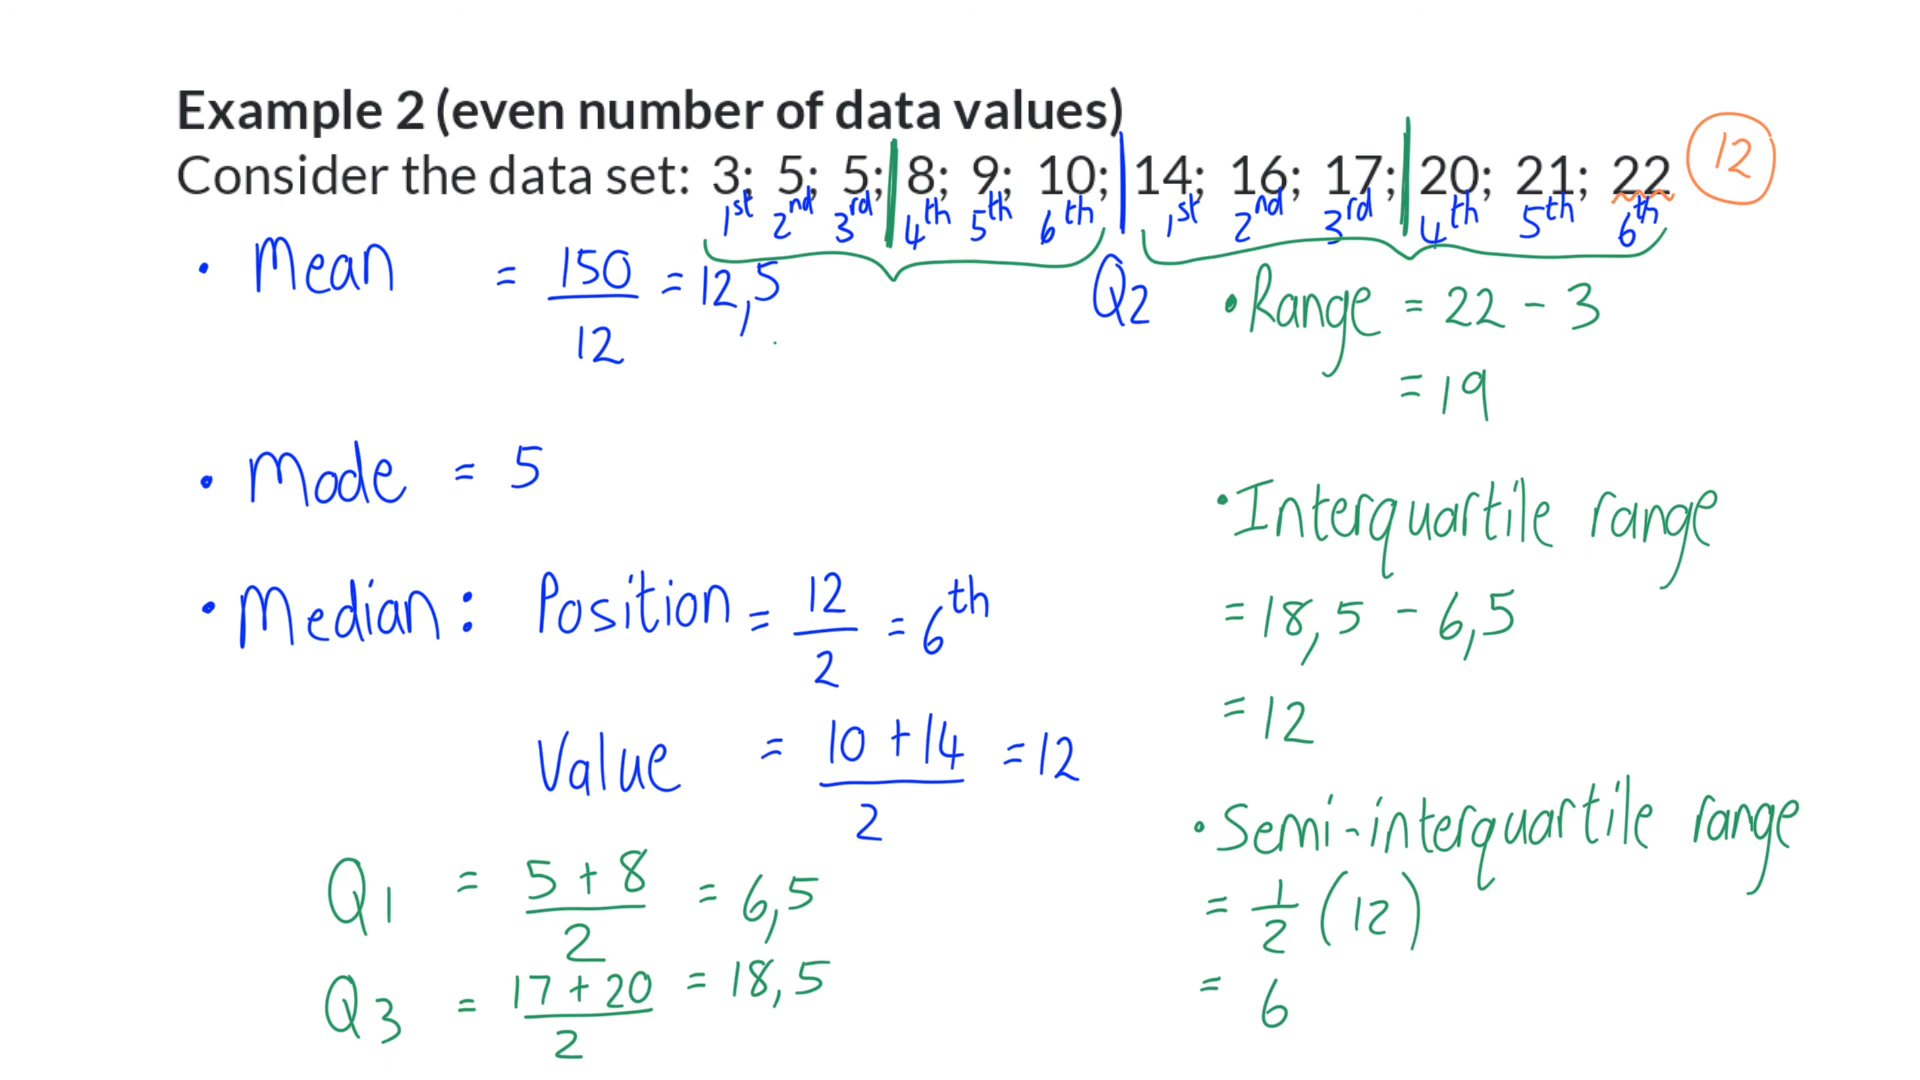 Example 2 (even number of data values)
Consider the data set: 3; 5; 5; 8; 9; 10; 14; 16; 17; 20; 21; 22 12
1st 2nd 3rd 4th 5th 6th 1st 2nd 3rd 4th 5th 6th
Q2
• Mean = 150/12 = 12,5
• Mode = 5
• Median: Position = 12/2 = 6th
Value = 10 + 14/2 = 12
Q1 = 5 + 8/2 = 6,5
Q3 = 17 + 20/2 = 18,5
• Range = 22 - 3
= 19
• Interquartile range
= 18,5 - 6,5
= 12
• Semi-interquartile range
= 1/2 (12)
= 6